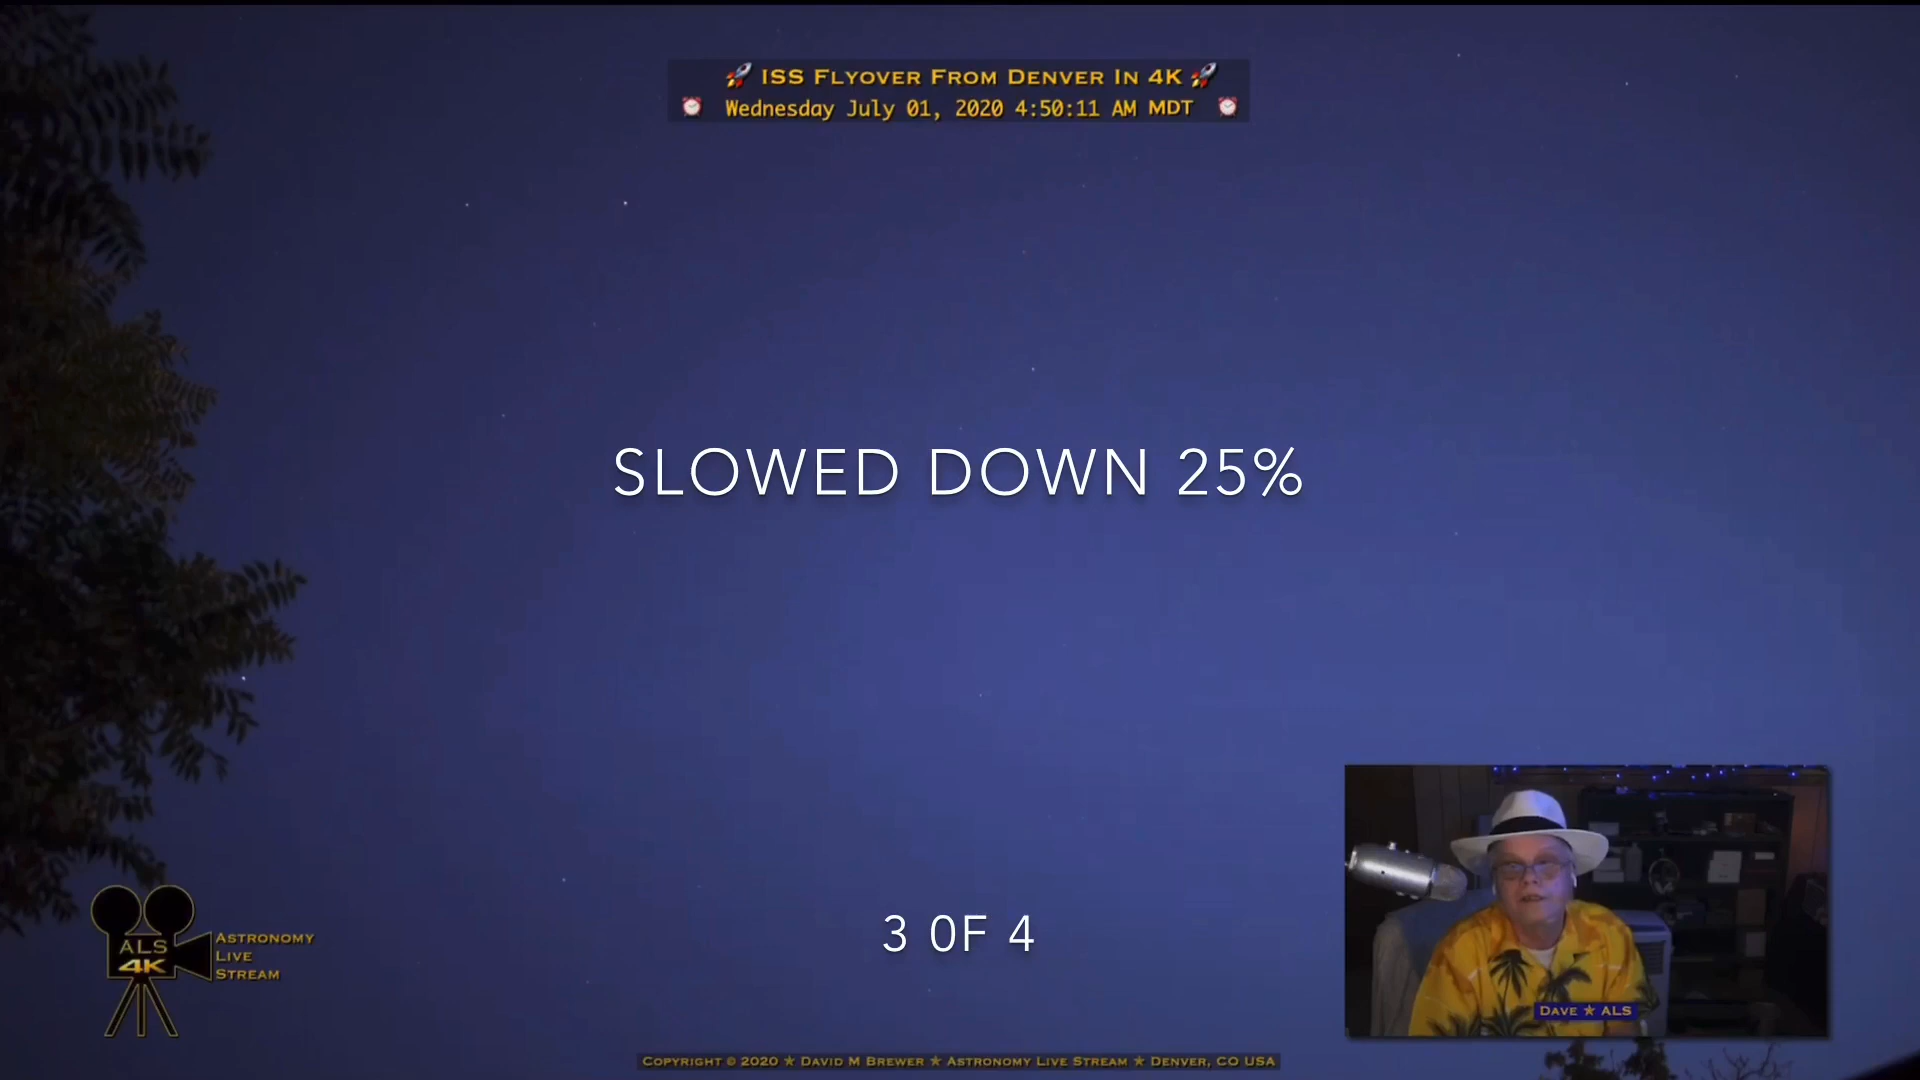 ISS Flyover From Denver In 4K
Wednesday July 01, 2020 4:50:11 AM MDT
SLOWED DOWN 25%
3 0F 4
ALS
4K
Astronomy
Live
Stream
Dave ★ ALS
Copyright © 2020 ★ David M Brewer ★ Astronomy Live Stream ★ Denver, CO USA